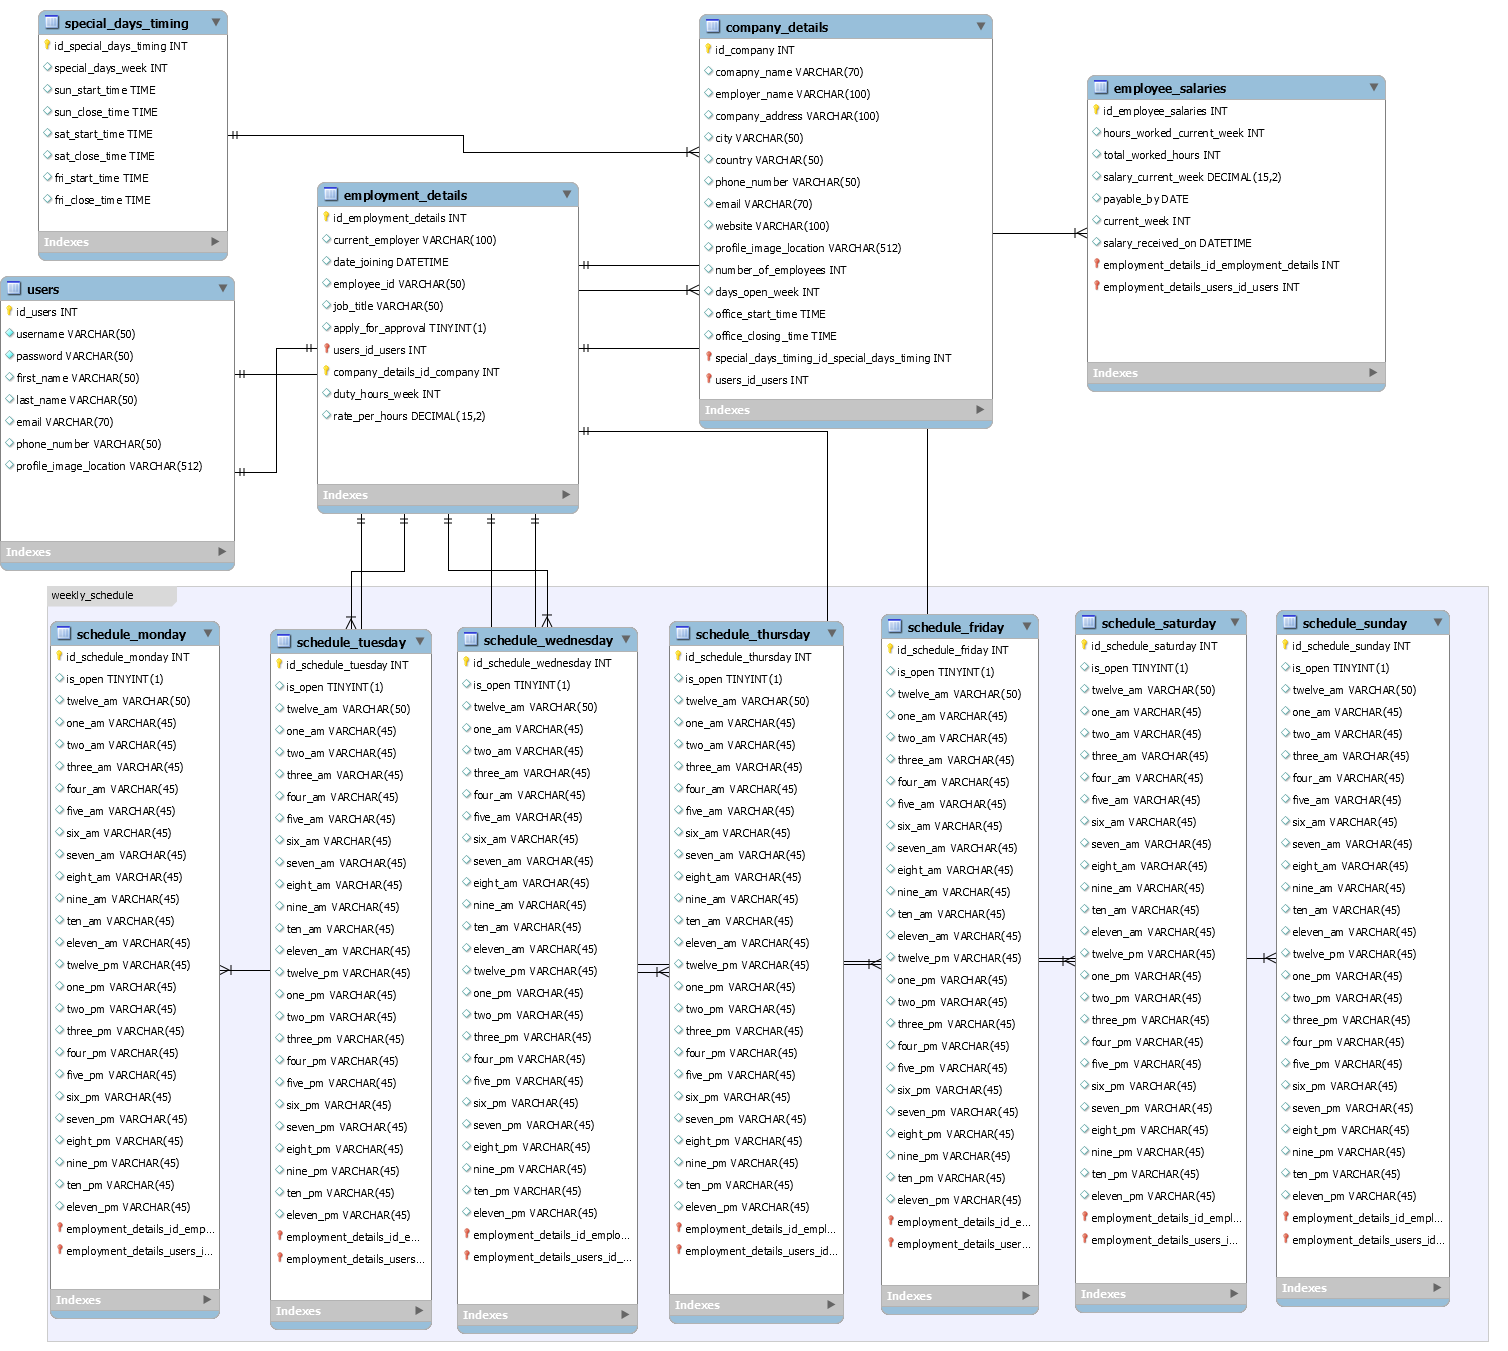 special_days_timing
id_special_days_timing INT
special_days_week INT
sun_start_time TIME
sun_close_time TIME
sat_start_time TIME
sat_close_time TIME
fri_start_time TIME
fri_close_time TIME
Indexes
company_details
id_company INT
comapny_name VARCHAR(70)
employer_name VARCHAR(100)
company_address VARCHAR(100)
city VARCHAR(50)
country VARCHAR(50)
phone_number VARCHAR(50)
email VARCHAR(70)
website VARCHAR(100)
profile_image_location VARCHAR(512)
number_of_employees INT
days_open_week INT
office_start_time TIME
office_closing_time TIME
special_days_timing_id_special_days_timing INT
users_id_users INT
Indexes
employee_salaries
id_employee_salaries INT
hours_worked_current_week INT
total_worked_hours INT
salary_current_week DECIMAL(15,2)
payable_by DATE
current_week INT
salary_received_on DATETIME
employment_details_id_employment_details INT
employment_details_users_id_users INT
Indexes
employment_details
id_employment_details INT
current_employer VARCHAR(100)
date_joining DATETIME
employee_id VARCHAR(50)
job_title VARCHAR(50)
apply_for_approval TINYINT(1)
users_id_users INT
company_details_id_company INT
duty_hours_week INT
rate_per_hours DECIMAL(15,2)
Indexes
users
id_users INT
username VARCHAR(50)
password VARCHAR(50)
first_name VARCHAR(50)
last_name VARCHAR(50)
email VARCHAR(70)
phone_number VARCHAR(50)
profile_image_location VARCHAR(512)
Indexes
weekly_schedule
schedule_monday
id_schedule_monday INT
is_open TINYINT(1)
twelve_am VARCHAR(50)
one_am VARCHAR(45)
two_am VARCHAR(45)
three_am VARCHAR(45)
four_am VARCHAR(45)
five_am VARCHAR(45)
six_am VARCHAR(45)
seven_am VARCHAR(45)
eight_am VARCHAR(45)
nine_am VARCHAR(45)
ten_am VARCHAR(45)
eleven_am VARCHAR(45)
twelve_pm VARCHAR(45)
one_pm VARCHAR(45)
two_pm VARCHAR(45)
three_pm VARCHAR(45)
four_pm VARCHAR(45)
five_pm VARCHAR(45)
six_pm VARCHAR(45)
seven_pm VARCHAR(45)
eight_pm VARCHAR(45)
nine_pm VARCHAR(45)
ten_pm VARCHAR(45)
eleven_pm VARCHAR(45)
employment_details_id_emp...
employment_details_users_i...
Indexes
schedule_tuesday
id_schedule_tuesday INT
is_open TINYINT(1)
twelve_am VARCHAR(50)
one_am VARCHAR(45)
two_am VARCHAR(45)
three_am VARCHAR(45)
four_am VARCHAR(45)
five_am VARCHAR(45)
six_am VARCHAR(45)
seven_am VARCHAR(45)
eight_am VARCHAR(45)
nine_am VARCHAR(45)
ten_am VARCHAR(45)
eleven_am VARCHAR(45)
twelve_pm VARCHAR(45)
one_pm VARCHAR(45)
two_pm VARCHAR(45)
three_pm VARCHAR(45)
four_pm VARCHAR(45)
five_pm VARCHAR(45)
six_pm VARCHAR(45)
seven_pm VARCHAR(45)
eight_pm VARCHAR(45)
nine_pm VARCHAR(45)
ten_pm VARCHAR(45)
eleven_pm VARCHAR(45)
employment_details_id_e...
employment_details_users...
Indexes
schedule_wednesday
id_schedule_wednesday INT
is_open TINYINT(1)
twelve_am VARCHAR(50)
one_am VARCHAR(45)
two_am VARCHAR(45)
three_am VARCHAR(45)
four_am VARCHAR(45)
five_am VARCHAR(45)
six_am VARCHAR(45)
seven_am VARCHAR(45)
eight_am VARCHAR(45)
nine_am VARCHAR(45)
ten_am VARCHAR(45)
eleven_am VARCHAR(45)
twelve_pm VARCHAR(45)
one_pm VARCHAR(45)
two_pm VARCHAR(45)
three_pm VARCHAR(45)
four_pm VARCHAR(45)
five_pm VARCHAR(45)
six_pm VARCHAR(45)
seven_pm VARCHAR(45)
eight_pm VARCHAR(45)
nine_pm VARCHAR(45)
ten_pm VARCHAR(45)
eleven_pm VARCHAR(45)
employment_details_id_emplo...
employment_details_users_id_...
Indexes
schedule_thursday
id_schedule_thursday INT
is_open TINYINT(1)
twelve_am VARCHAR(50)
one_am VARCHAR(45)
two_am VARCHAR(45)
three_am VARCHAR(45)
four_am VARCHAR(45)
five_am VARCHAR(45)
six_am VARCHAR(45)
seven_am VARCHAR(45)
eight_am VARCHAR(45)
nine_am VARCHAR(45)
ten_am VARCHAR(45)
eleven_am VARCHAR(45)
twelve_pm VARCHAR(45)
one_pm VARCHAR(45)
two_pm VARCHAR(45)
three_pm VARCHAR(45)
four_pm VARCHAR(45)
five_pm VARCHAR(45)
six_pm VARCHAR(45)
seven_pm VARCHAR(45)
eight_pm VARCHAR(45)
nine_pm VARCHAR(45)
ten_pm VARCHAR(45)
eleven_pm VARCHAR(45)
employment_details_id_empl...
employment_details_users_id...
Indexes
schedule_friday
id_schedule_friday INT
is_open TINYINT(1)
twelve_am VARCHAR(50)
one_am VARCHAR(45)
two_am VARCHAR(45)
three_am VARCHAR(45)
four_am VARCHAR(45)
five_am VARCHAR(45)
six_am VARCHAR(45)
seven_am VARCHAR(45)
eight_am VARCHAR(45)
nine_am VARCHAR(45)
ten_am VARCHAR(45)
eleven_am VARCHAR(45)
twelve_pm VARCHAR(45)
one_pm VARCHAR(45)
two_pm VARCHAR(45)
three_pm VARCHAR(45)
four_pm VARCHAR(45)
five_pm VARCHAR(45)
six_pm VARCHAR(45)
seven_pm VARCHAR(45)
eight_pm VARCHAR(45)
nine_pm VARCHAR(45)
ten_pm VARCHAR(45)
eleven_pm VARCHAR(45)
employment_details_id_e...
employment_details_user...
Indexes
schedule_saturday
id_schedule_saturday INT
is_open TINYINT(1)
twelve_am VARCHAR(50)
one_am VARCHAR(45)
two_am VARCHAR(45)
three_am VARCHAR(45)
four_am VARCHAR(45)
five_am VARCHAR(45)
six_am VARCHAR(45)
seven_am VARCHAR(45)
eight_am VARCHAR(45)
nine_am VARCHAR(45)
ten_am VARCHAR(45)
eleven_am VARCHAR(45)
twelve_pm VARCHAR(45)
one_pm VARCHAR(45)
two_pm VARCHAR(45)
three_pm VARCHAR(45)
four_pm VARCHAR(45)
five_pm VARCHAR(45)
six_pm VARCHAR(45)
seven_pm VARCHAR(45)
eight_pm VARCHAR(45)
nine_pm VARCHAR(45)
ten_pm VARCHAR(45)
eleven_pm VARCHAR(45)
employment_details_id_empl...
employment_details_users_i...
Indexes
schedule_sunday
id_schedule_sunday INT
is_open TINYINT(1)
twelve_am VARCHAR(50)
one_am VARCHAR(45)
two_am VARCHAR(45)
three_am VARCHAR(45)
four_am VARCHAR(45)
five_am VARCHAR(45)
six_am VARCHAR(45)
seven_am VARCHAR(45)
eight_am VARCHAR(45)
nine_am VARCHAR(45)
ten_am VARCHAR(45)
eleven_am VARCHAR(45)
twelve_pm VARCHAR(45)
one_pm VARCHAR(45)
two_pm VARCHAR(45)
three_pm VARCHAR(45)
four_pm VARCHAR(45)
five_pm VARCHAR(45)
six_pm VARCHAR(45)
seven_pm VARCHAR(45)
eight_pm VARCHAR(45)
nine_pm VARCHAR(45)
ten_pm VARCHAR(45)
eleven_pm VARCHAR(45)
employment_details_id_empl...
employment_details_users_id...
Indexes